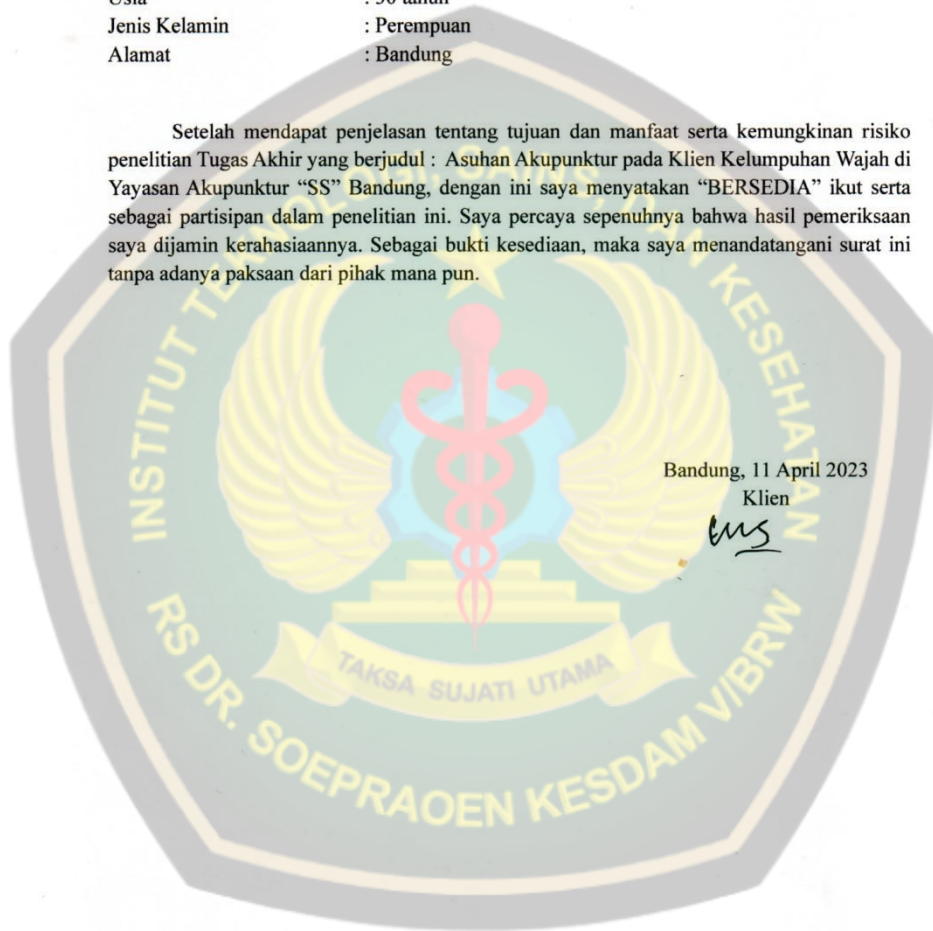 Usia : 50 tahun
Jenis Kelamin : Perempuan
Alamat : Bandung
Setelah mendapat penjelasan tentang tujuan dan manfaat serta kemungkinan risiko
penelitian Tugas Akhir yang berjudul : Asuhan Akupunktur pada Klien Kelumpuhan Wajah di
Yayasan Akupunktur “SS” Bandung, dengan ini saya menyatakan “BERSEDIA” ikut serta
sebagai partisipan dalam penelitian ini. Saya percaya sepenuhnya bahwa hasil pemeriksaan
saya dijamin kerahasiaannya. Sebagai bukti kesediaan, maka saya menandatangani surat ini
tanpa adanya paksaan dari pihak mana pun.
Bandung, 11 April 2023
Klien
INSTITUT TEKNOLOGI, SAINS, DAN KESEHATAN
TAKSA SUJATI UTAMA
RS DR. SOEPRAOEN KESDAM V/BRW